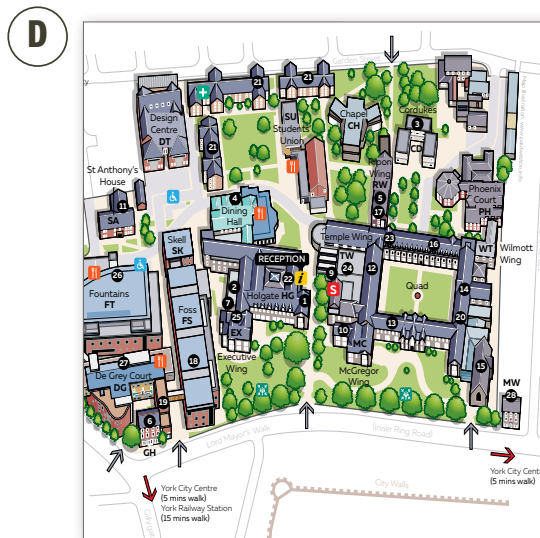 D
Garden St
21
21
Design
Centre
DT
SU
Students'
Union
Chapel
CH
Cordukes
3
CD
21
Ripon
Wing
RW
5
17
Phoenix
Court
PH
St Anthony's
House
11
SA
4
Dining
Hall
Skell
SK
Temple Wing
23
16
WT
Wilmott
Wing
RECEPTION
i
22
TW
24
9
12
S
26
Fountains
FT
2
7
Holgate HG
1
Quad
14
25
EX
Foss
FS
20
10
13
MC
Executive
Wing
27
De Grey Court
DG
18
McGregor
Wing
15
19
MW
28
6
GH
Lord Mayor's Walk
(inner Ring Road)
York City Centre
(5 mins walk)
York Railway Station
(15 mins walk)
Gillygate
City Walls
York City Cent
(5 mins walk)